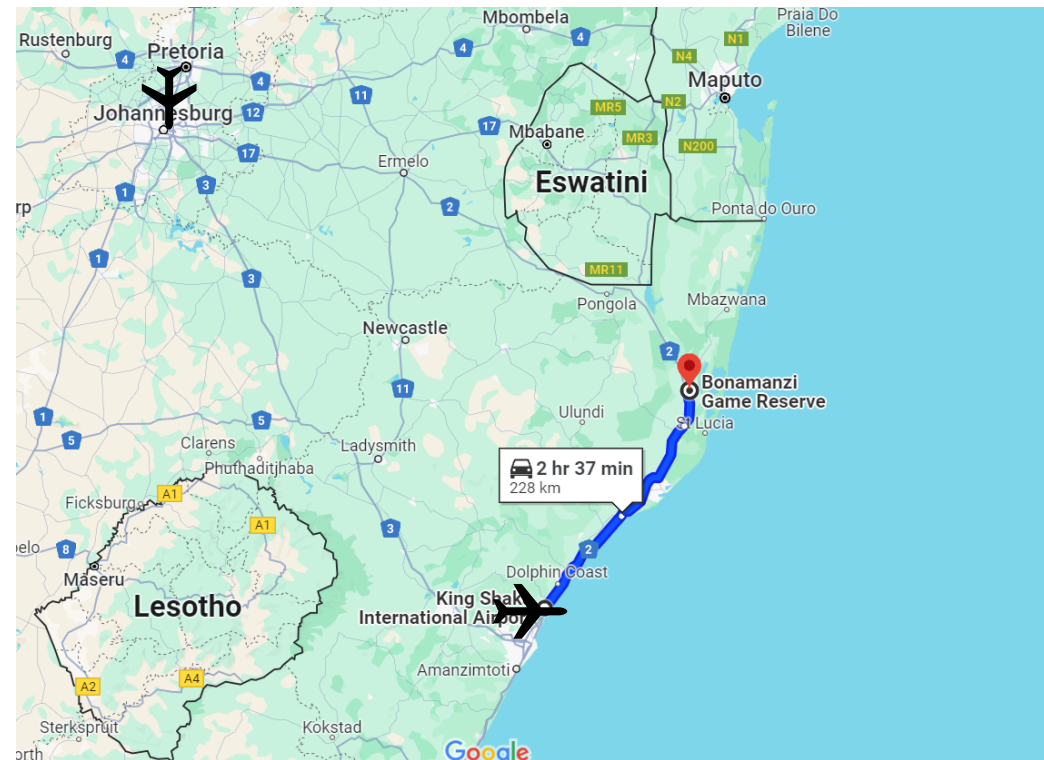 Mbombela
Praia Do
Bilene
Rustenburg
4
4
4
N1
Pretoria
N4
4
Maputo
11
Johannesburg
12
N2
MR5
17
Mbabane
MR3
N200
17
Ermelo
1
3
Eswatini
2
Ponta do Ouro
1
3
MR11
Pongola
Mbazwana
Newcastle
2
11
Bonamanzi
Game Reserve
1
5
5
Ulundi
St Lucia
Clarens
Ladysmith
Phuthaditjhaba
2 hr 37 min
228 km
A1
Ficksburg
A1
3
8
2
Maseru
Dolphin Coast
Lesotho
King Shak
International Airpor
Amanzimtoti
A2
A4
Sterkspruit
Kokstad
Google